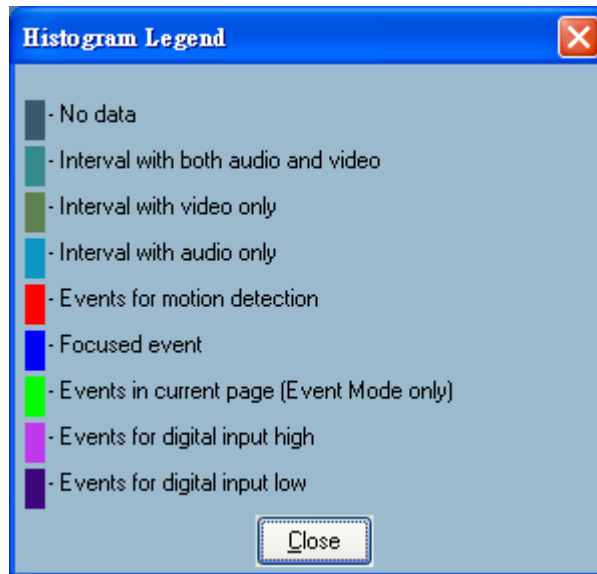 Histogram Legend
- No data
- Interval with both audio and video
- Interval with video only
- Interval with audio only
- Events for motion detection
- Focused event
- Events in current page (Event Mode only)
- Events for digital input high
- Events for digital input low
Close